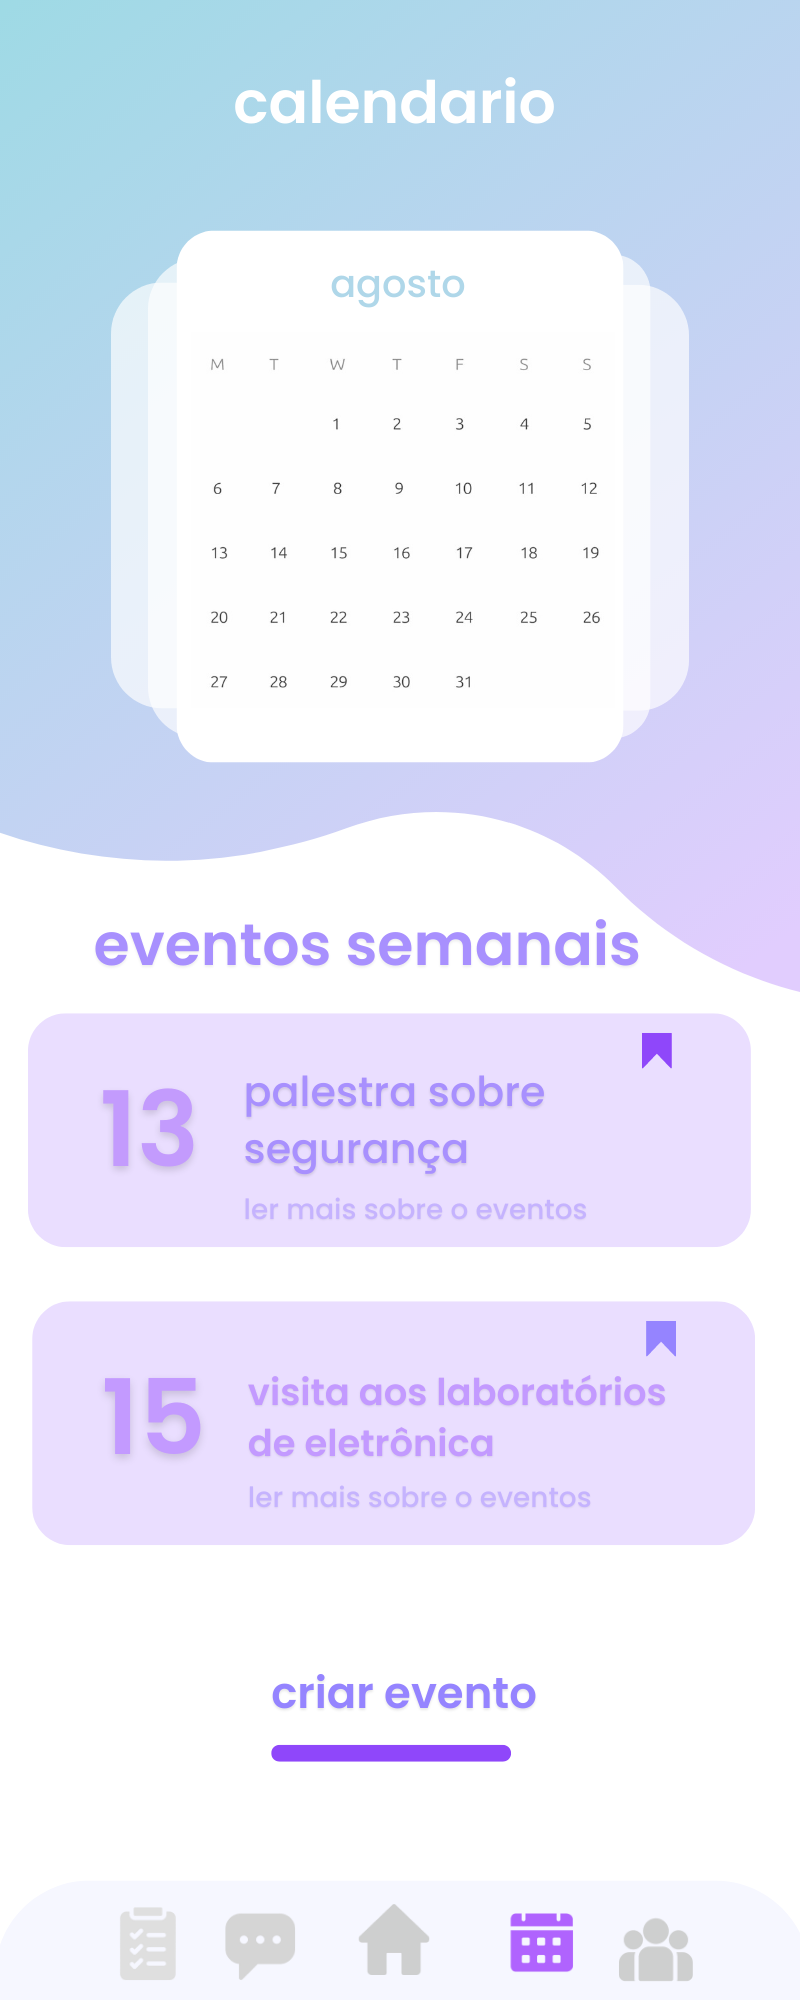 calendario
agosto
M T W T F S S
1 2 3 4 5
6 7 8 9 10 11 12
13 14 15 16 17 18 19
20 21 22 23 24 25 26
27 28 29 30 31
eventos semanais
13
palestra sobre
segurança
ler mais sobre o eventos
15
visita aos laboratórios
de eletrônica
ler mais sobre o eventos
criar evento